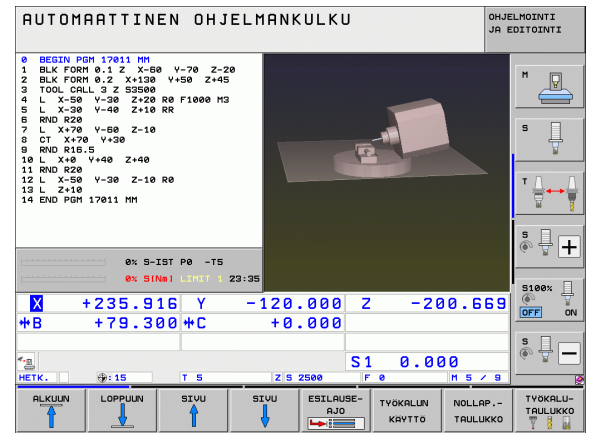 AUTOMAATTINEN OHJELMANKULKU
OHJELMOINTI
JA EDITOINTI
0 BEGIN PGM 17011 MM
1 BLK FORM 0.1 Z X-60 Y-70 Z-20
2 BLK FORM 0.2 X+130 Y+50 Z+45
3 TOOL CALL 3 Z S3500
4 L X-50 Y-30 Z+20 R0 F1000 M3
5 L X-30 Y-40 Z+10 RR
6 RND R20
7 L X+70 Y-60 Z-10
8 CT X+70 Y+30
9 RND R16.5
10 L X+0 Y+40 Z+40
11 RND R20
12 L X-50 Y-30 Z-10 R0
13 L Z+10
14 END PGM 17011 MM
0% S-IST P0 -T5
0% S[Nm] LIMIT 1 23:35
X +235.916 Y -120.000 Z -200.669
B +79.300 C +0.000
S1 0.000
HETK. :15 T 5 Z S 2500 F 0 M 5 / 9
M
S
T
S +
S100%
OFF ON
S −
ALKUUN
LOPPUUN
SIVU
SIVU
ESILAUSE-
AJO
TYÖKALUN
KÄYTTÖ
NOLLAP.-
TAULUKKO
TYÖKALU-
TAULUKKO